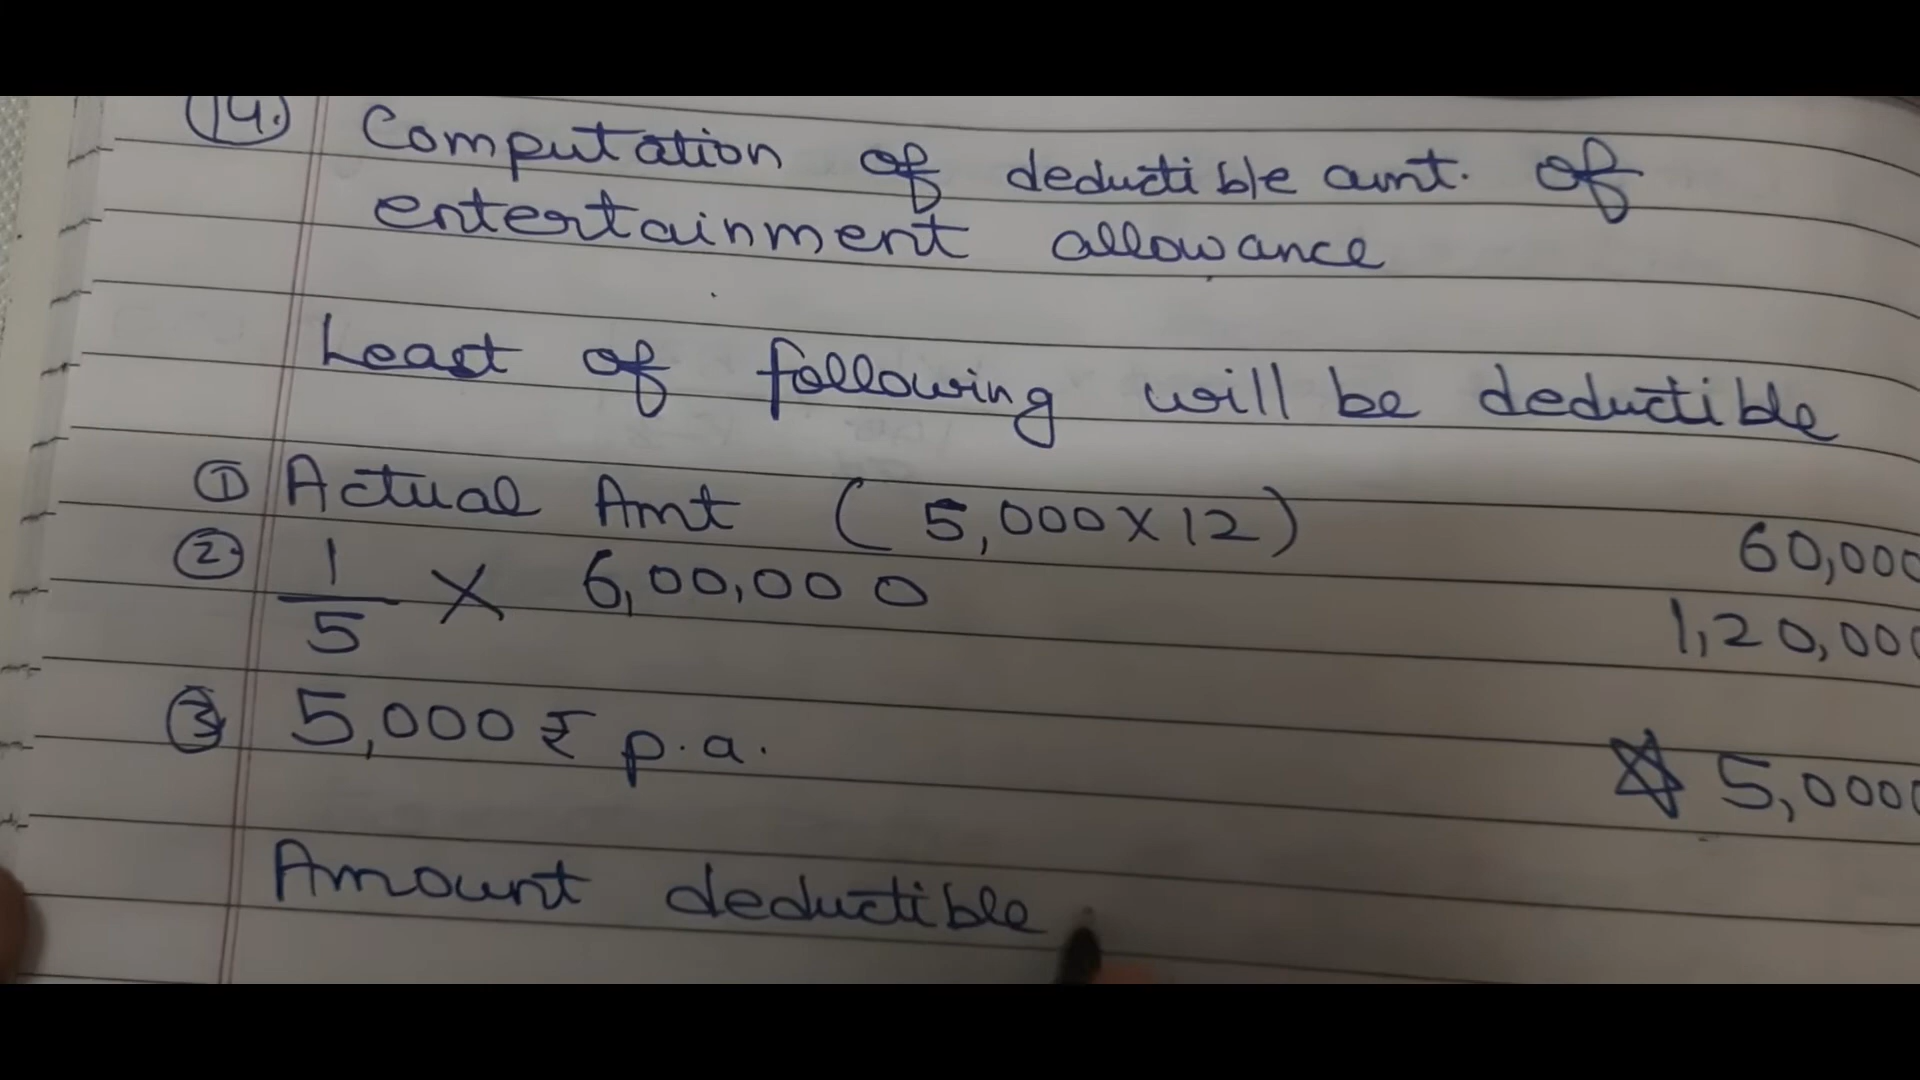 14. Computation of deductible amt. of
entertainment allowance
Least of following will be deductible
① Actual Amt (5,000 X 12) 60,000
② 1/5 X 6,00,000 1,20,000
③ 5,000 ₹ p.a. ☆ 5,000
Amount deductible